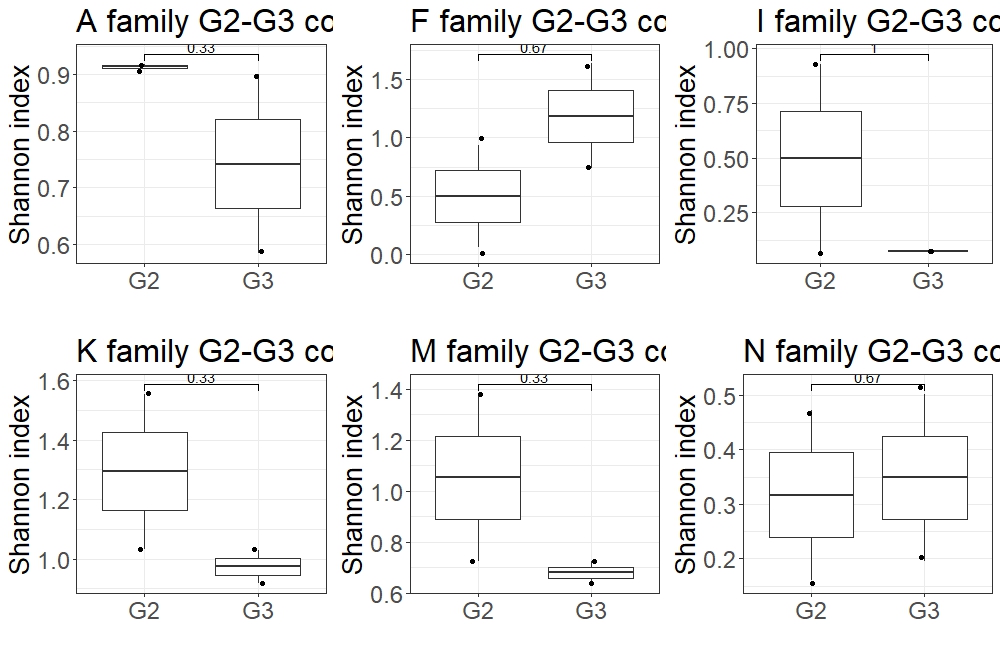 A family G2-G3 co
0.33
Shannon index
0.9
0.8
0.7
0.6
G2 G3
F family G2-G3 co
0.67
Shannon index
1.5
1.0
0.5
0.0
G2 G3
I family G2-G3 co
1
Shannon index
1.00
0.75
0.50
0.25
G2 G3
K family G2-G3 co
0.33
Shannon index
1.6
1.4
1.2
1.0
G2 G3
M family G2-G3 co
0.33
Shannon index
1.4
1.2
1.0
0.8
0.6
G2 G3
N family G2-G3 co
0.67
Shannon index
0.5
0.4
0.3
0.2
G2 G3